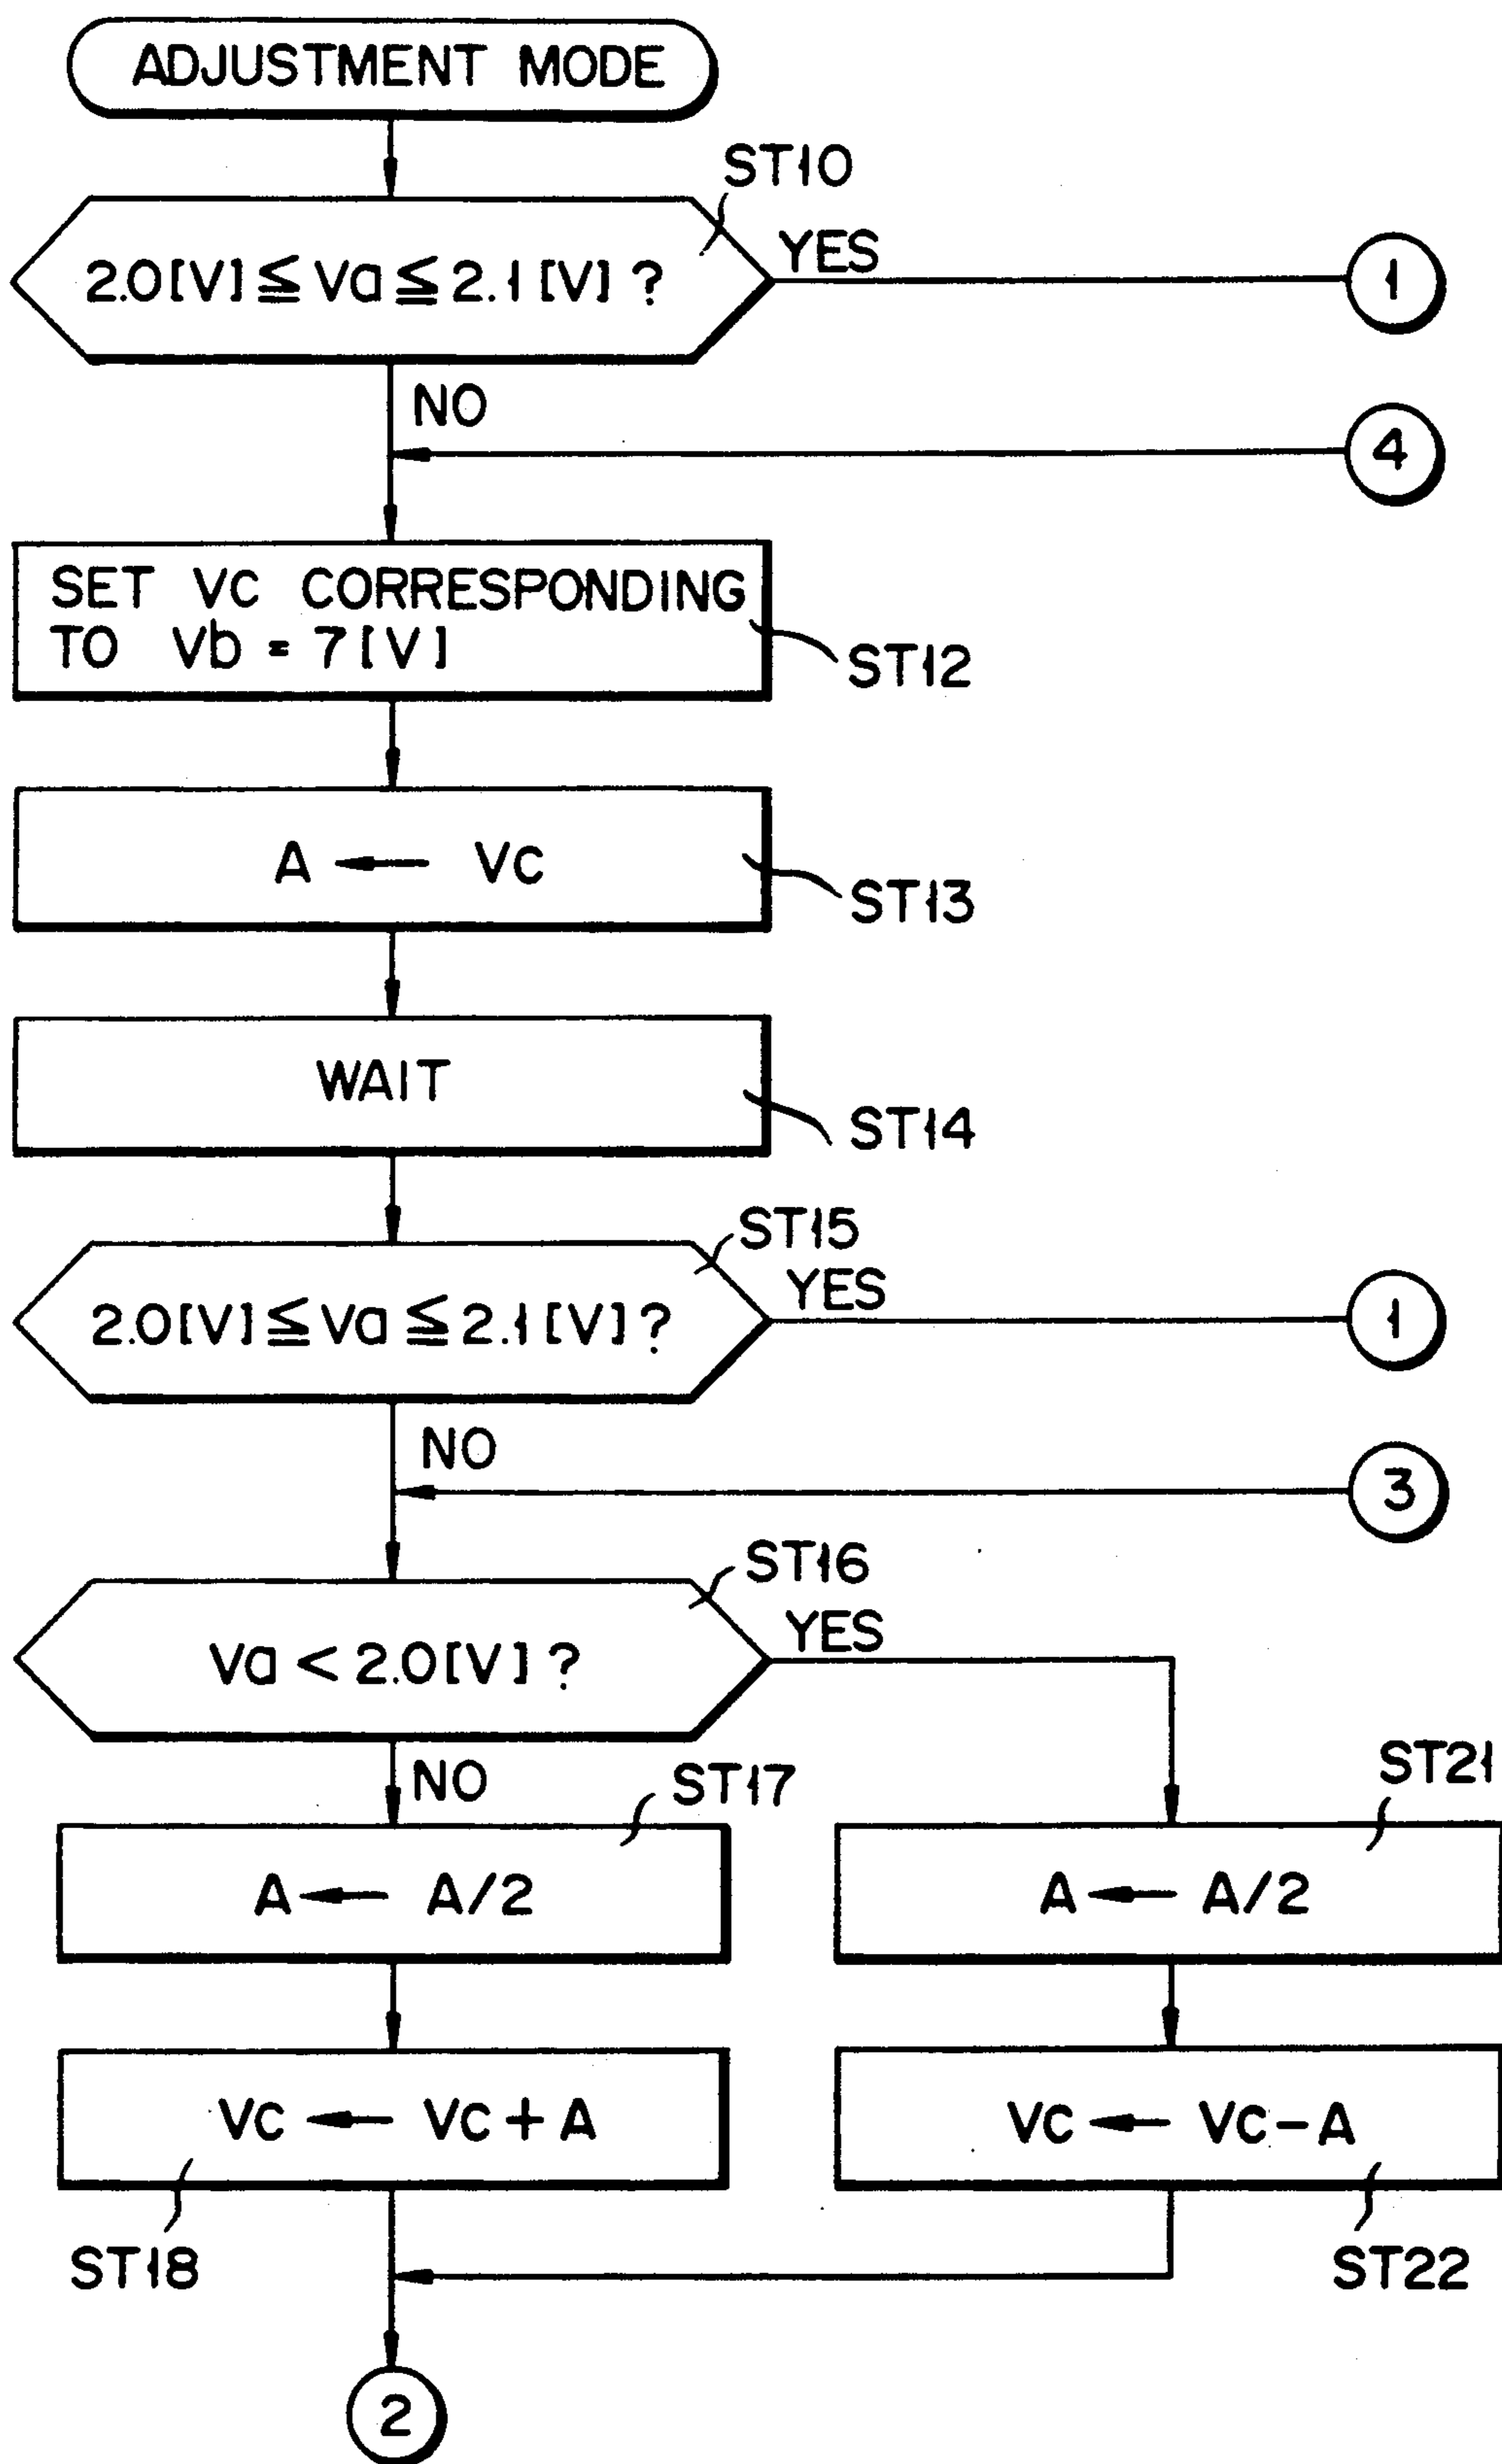 ADJUSTMENT MODE
ST10
2.0[V] ≦ Va ≦ 2.1[V] ?
YES
1
NO
4
SET VC CORRESPONDING
TO Vb = 7[V]
ST12
A ← VC
ST13
WAIT
ST14
ST15
2.0[V] ≦ Va ≦ 2.1[V] ?
YES
1
NO
3
ST16
Va < 2.0[V] ?
YES
NO
ST17
ST21
A ← A/2
A ← A/2
VC ← VC + A
VC ← VC - A
ST18
ST22
2